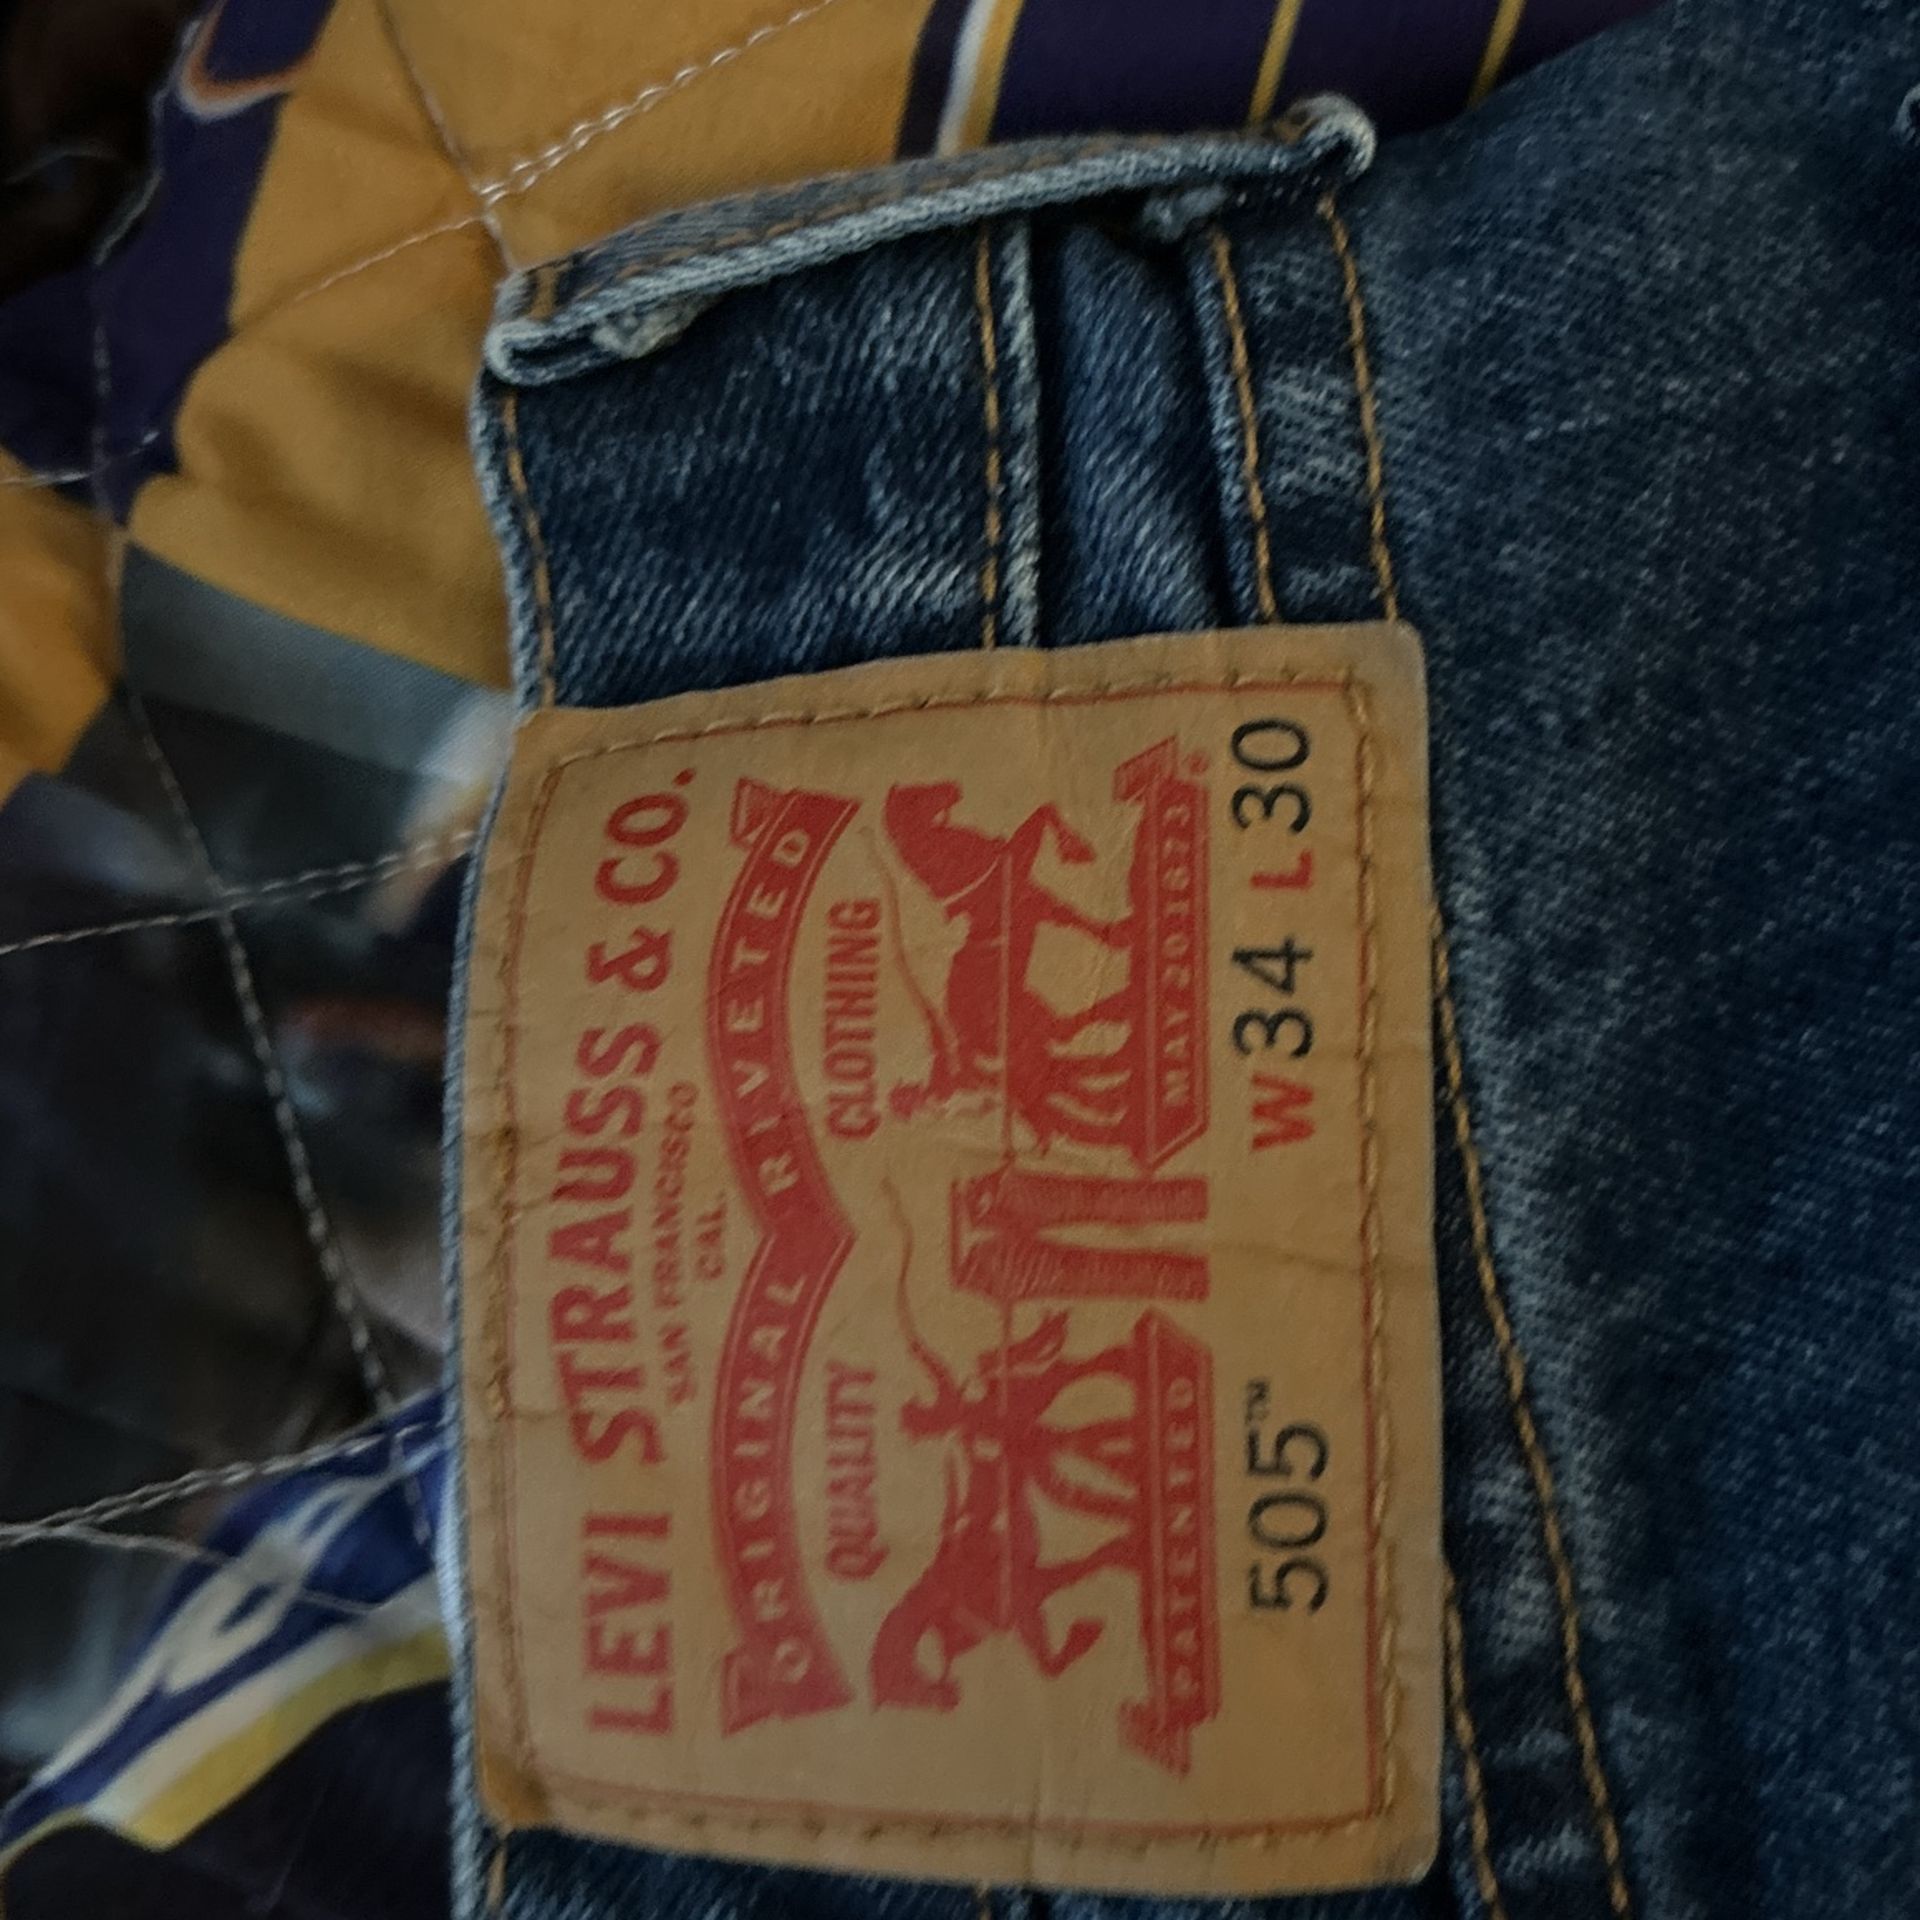 LEVI STRAUSS & CO.
SAN FRANCISCO
CAL.
ORIGINAL RIVETED
QUALITY CLOTHING
PATENTED MAY 20 1873 ®
505™ W34 L30